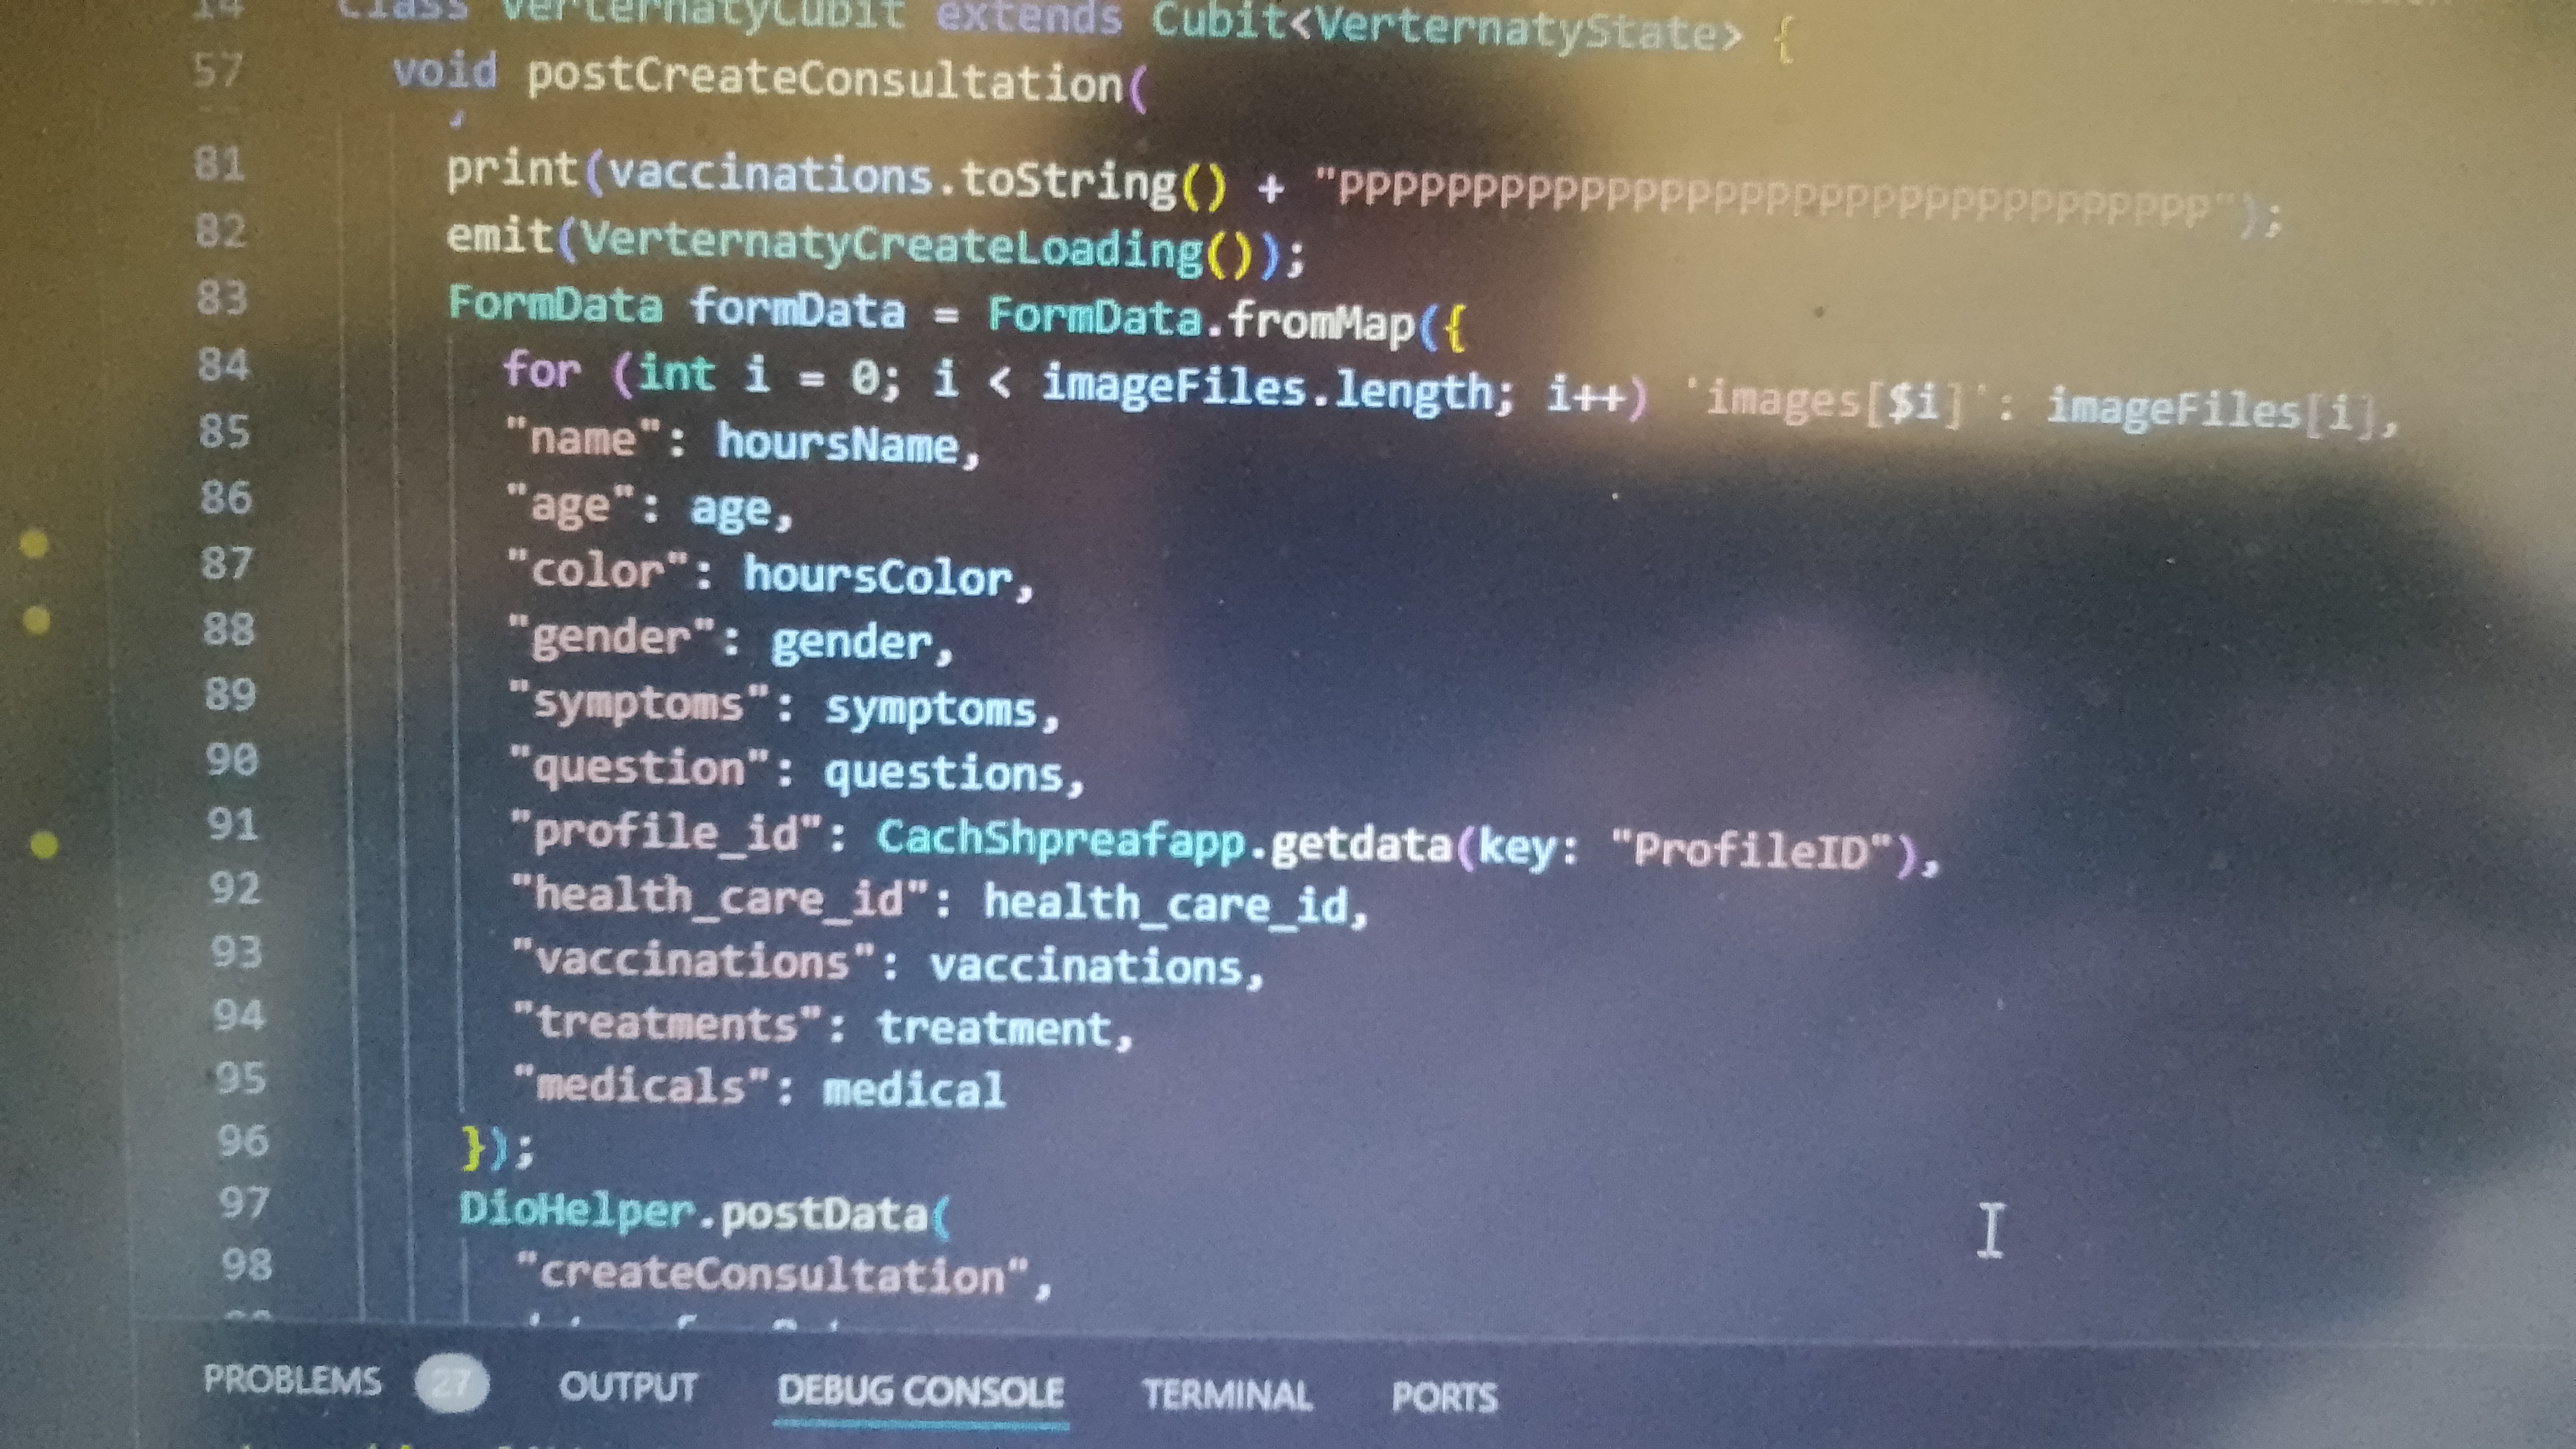 14 class VerternatyCubit extends Cubit<VerternatyState> {
57 void postCreateConsultation(
81 print(vaccinations.toString() + "pppppppppppppppppppppppppppppppppp");
82 emit(VerternatyCreateLoading());
83 FormData formData = FormData.fromMap({
84 for (int i = 0; i < imageFiles.length; i++) 'images[$i]': imageFiles[i],
85 "name": hoursName,
86 "age": age,
87 "color": hoursColor,
88 "gender": gender,
89 "symptoms": symptoms,
90 "question": questions,
91 "profile_id": CachShpreafapp.getdata(key: "ProfileID"),
92 "health_care_id": health_care_id,
93 "vaccinations": vaccinations,
94 "treatments": treatment,
95 "medicals": medical
96 });
97 DioHelper.postData(
98 "createConsultation",
PROBLEMS 27 OUTPUT DEBUG CONSOLE TERMINAL PORTS